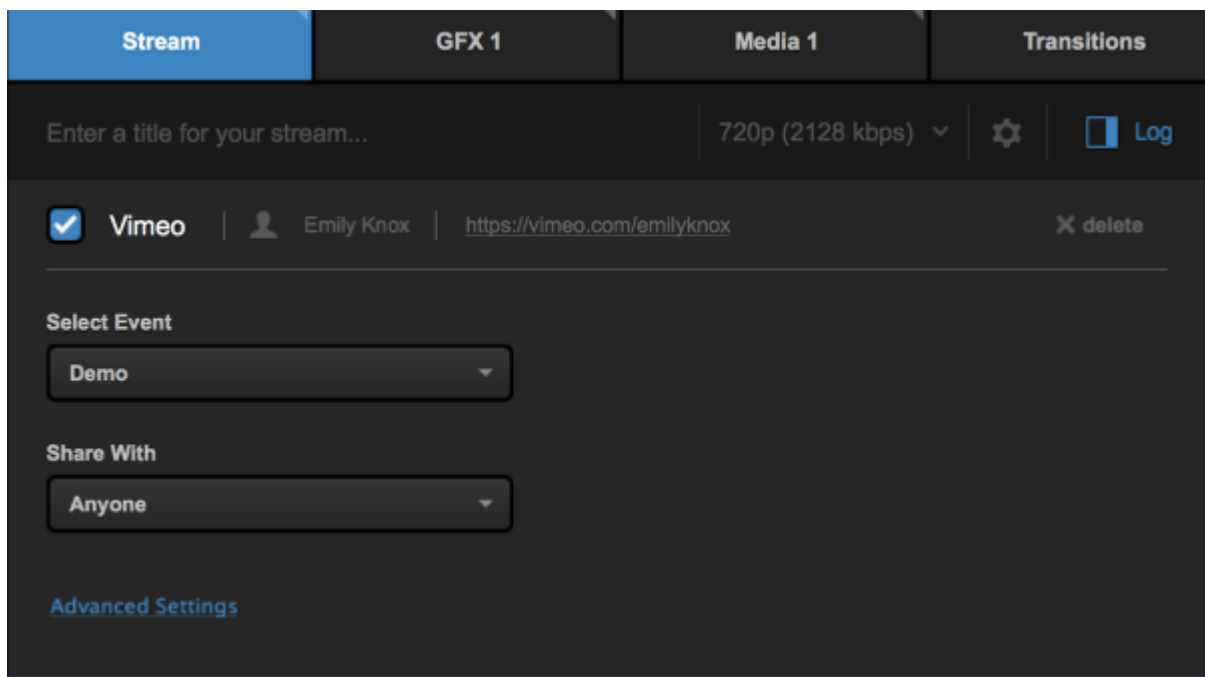 Stream GFX 1 Media 1 Transitions
Enter a title for your stream... 720p (2128 kbps) Log
Vimeo Emily Knox https://vimeo.com/emilyknox delete
Select Event
Demo
Share With
Anyone
Advanced Settings